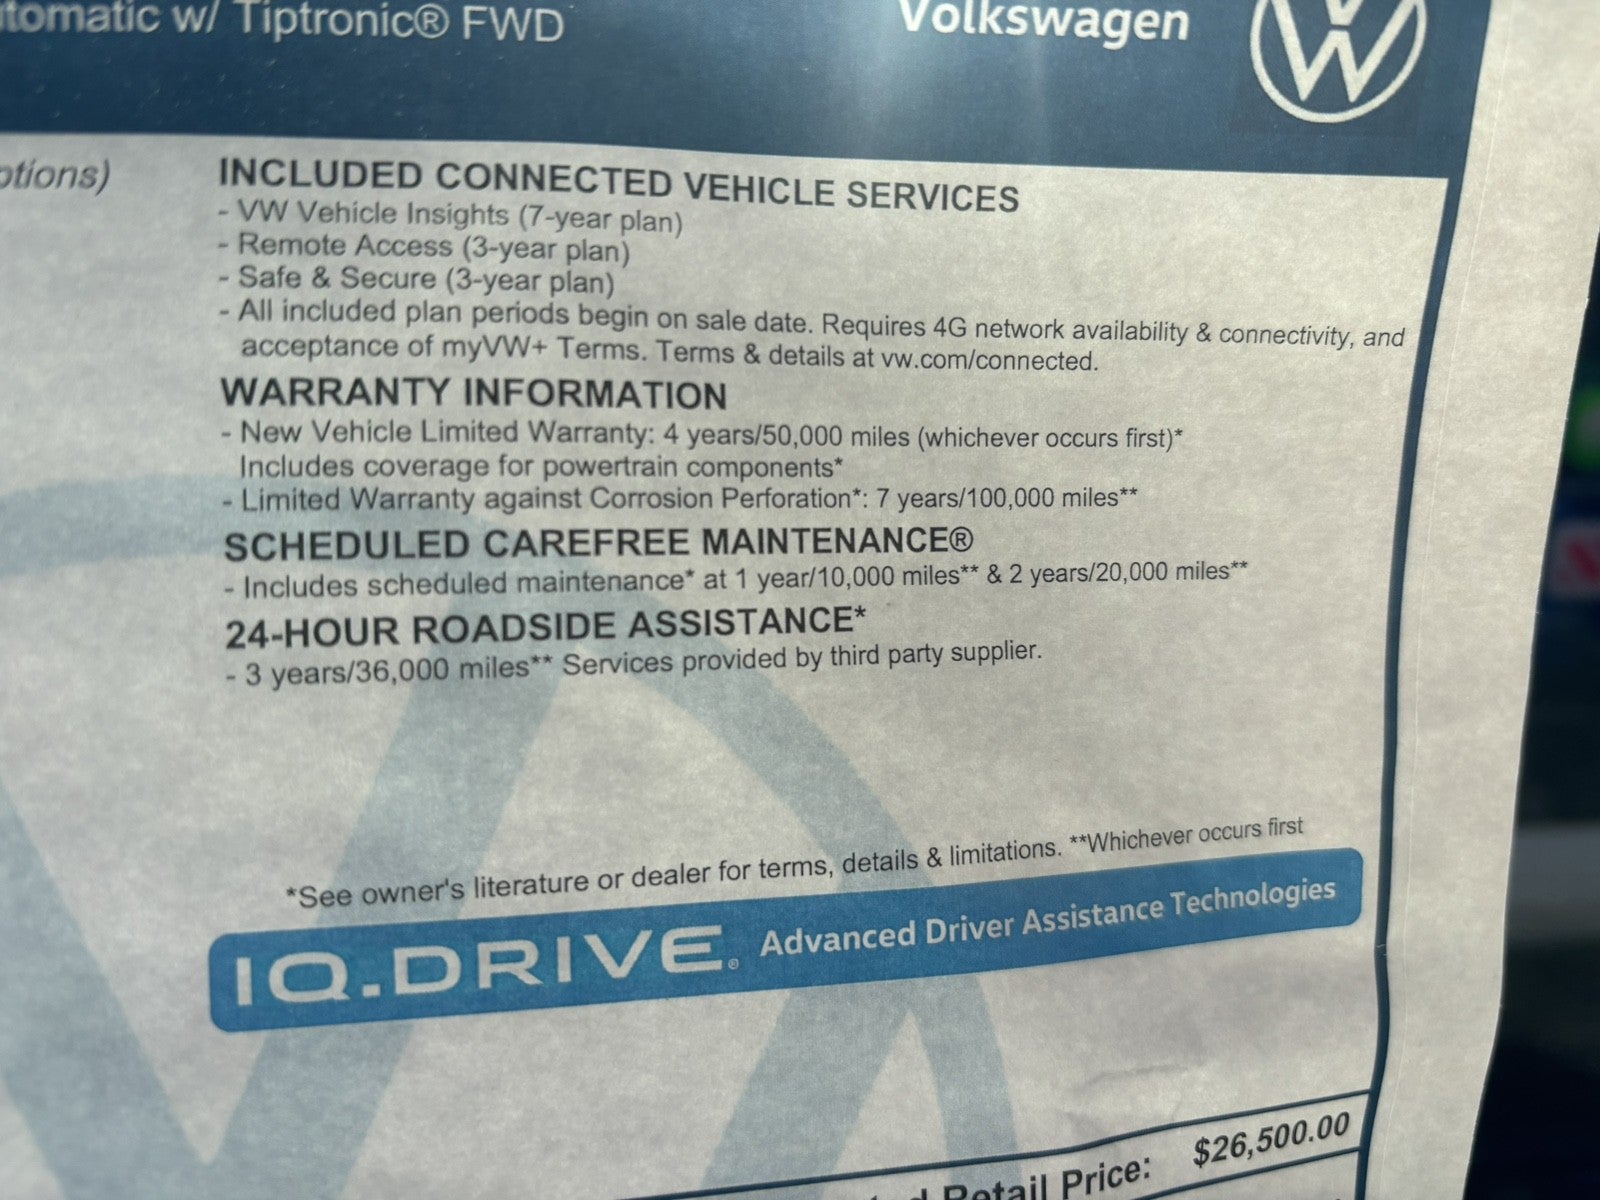 w/ Tiptronic® FWD
Volkswagen
INCLUDED CONNECTED VEHICLE SERVICES
- VW Vehicle Insights (7-year plan)
- Remote Access (3-year plan)
- Safe & Secure (3-year plan)
- All included plan periods begin on sale date. Requires 4G network availability & connectivity, and
acceptance of myVW+ Terms. Terms & details at vw.com/connected.
WARRANTY INFORMATION
- New Vehicle Limited Warranty: 4 years/50,000 miles (whichever occurs first)*
Includes coverage for powertrain components*
- Limited Warranty against Corrosion Perforation*: 7 years/100,000 miles**
SCHEDULED CAREFREE MAINTENANCE®
- Includes scheduled maintenance* at 1 year/10,000 miles** & 2 years/20,000 miles**
24-HOUR ROADSIDE ASSISTANCE*
- 3 years/36,000 miles** Services provided by third party supplier.
*See owner's literature or dealer for terms, details & limitations. **Whichever occurs first
IQ.DRIVE® Advanced Driver Assistance Technologies
Retail Price: $26,500.00